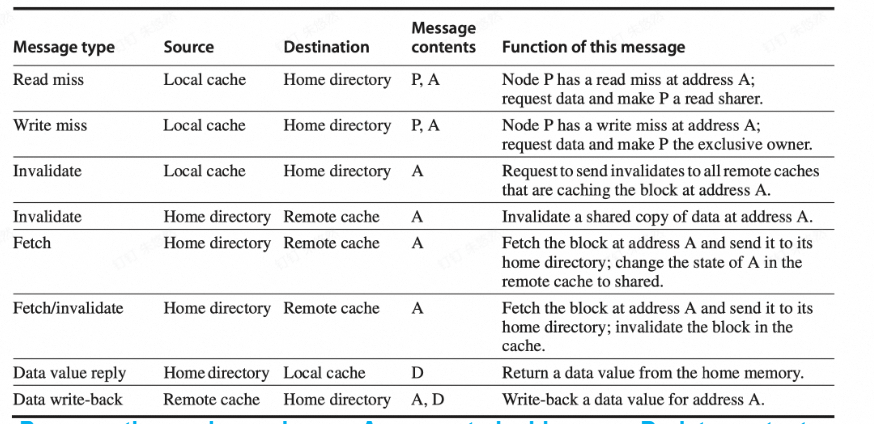 Message type Source Destination Message contents Function of this message
Read miss Local cache Home directory P, A Node P has a read miss at address A;
request data and make P a read sharer.
Write miss Local cache Home directory P, A Node P has a write miss at address A;
request data and make P the exclusive owner.
Invalidate Local cache Home directory A Request to send invalidates to all remote caches
that are caching the block at address A.
Invalidate Home directory Remote cache A Invalidate a shared copy of data at address A.
Fetch Home directory Remote cache A Fetch the block at address A and send it to its
home directory; change the state of A in the
remote cache to shared.
Fetch/invalidate Home directory Remote cache A Fetch the block at address A and send it to its
home directory; invalidate the block in the
cache.
Data value reply Home directory Local cache D Return a data value from the home memory.
Data write-back Remote cache Home directory A, D Write-back a data value for address A.